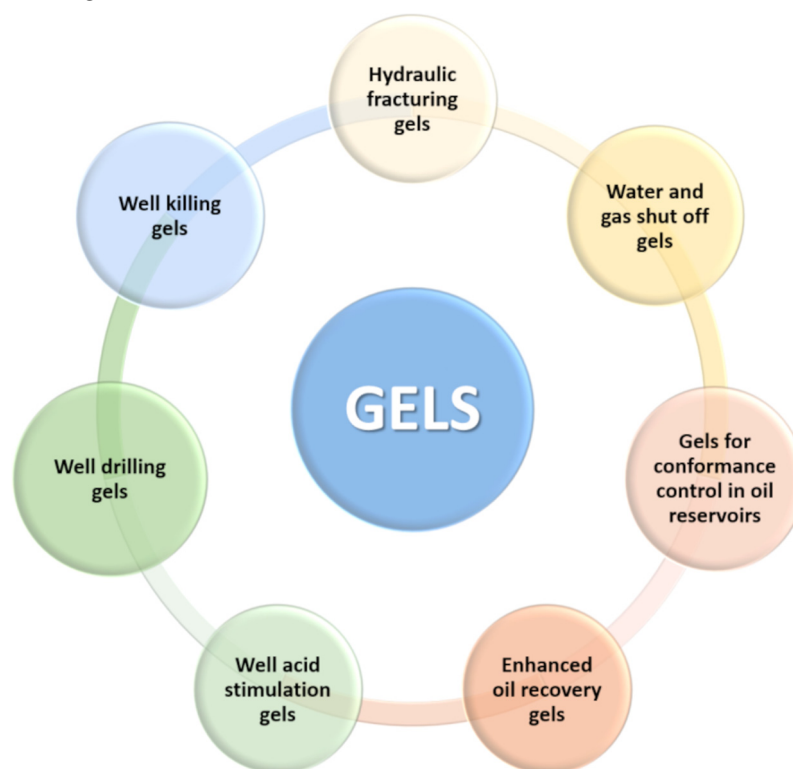 Hydraulic
fracturing
gels
Water and
gas shut off
gels
Gels for
conformance
control in oil
reservoirs
Enhanced
oil recovery
gels
Well acid
stimulation
gels
Well drilling
gels
Well killing
gels
GELS